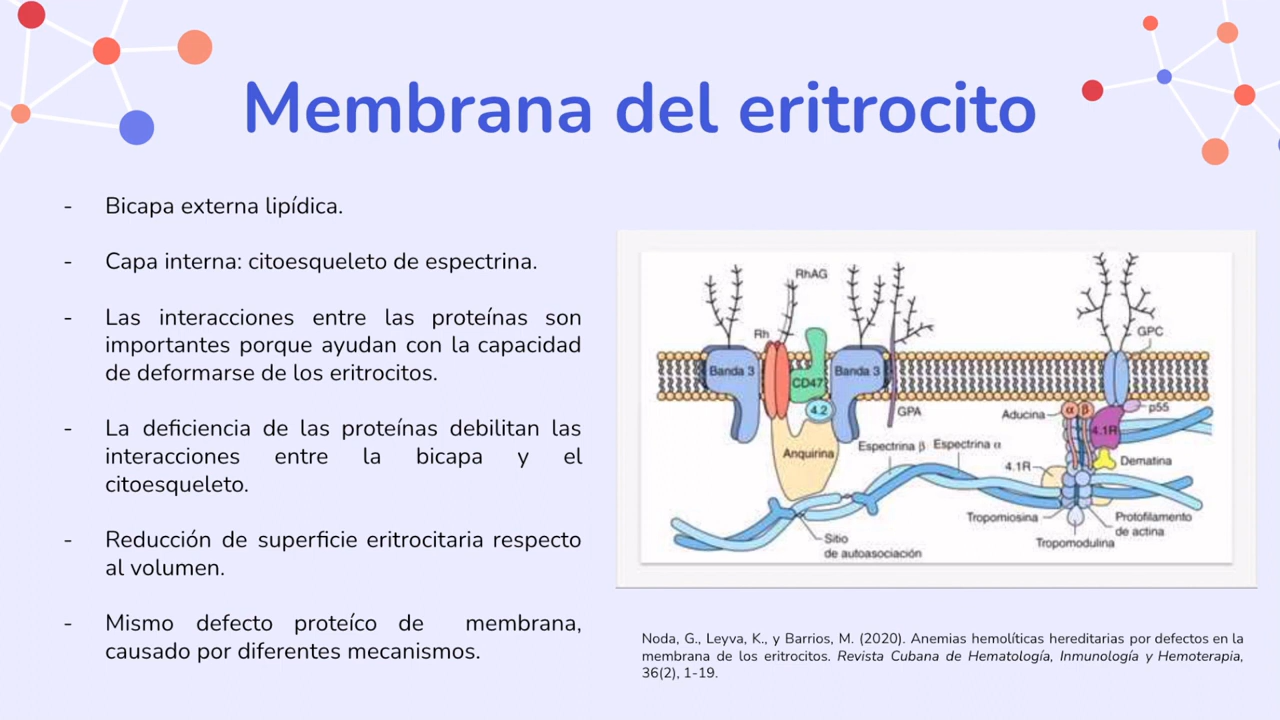 Membrana del eritrocito
- Bicapa externa lipídica.
- Capa interna: citoesqueleto de espectrina.
- Las interacciones entre las proteínas son
importantes porque ayudan con la capacidad
de deformarse de los eritrocitos.
- La deficiencia de las proteínas debilitan las
interacciones entre la bicapa y el
citoesqueleto.
- Reducción de superficie eritrocitaria respecto
al volumen.
- Mismo defecto proteíco de membrana,
causado por diferentes mecanismos.
RhAG
Rh
GPC
Banda 3
CD47
Banda 3
4.2
GPA
Aducina
α β
p55
4.1R
Anquirina
Espectrina β
Espectrina α
4.1R
Dematina
Tropomiosina
Protofilamento
de actina
Sitio
de autoasociación
Tropomodulina
Noda, G., Leyva, K., y Barrios, M. (2020). Anemias hemolíticas hereditarias por defectos en la
membrana de los eritrocitos. Revista Cubana de Hematología, Inmunología y Hemoterapia,
36(2), 1-19.